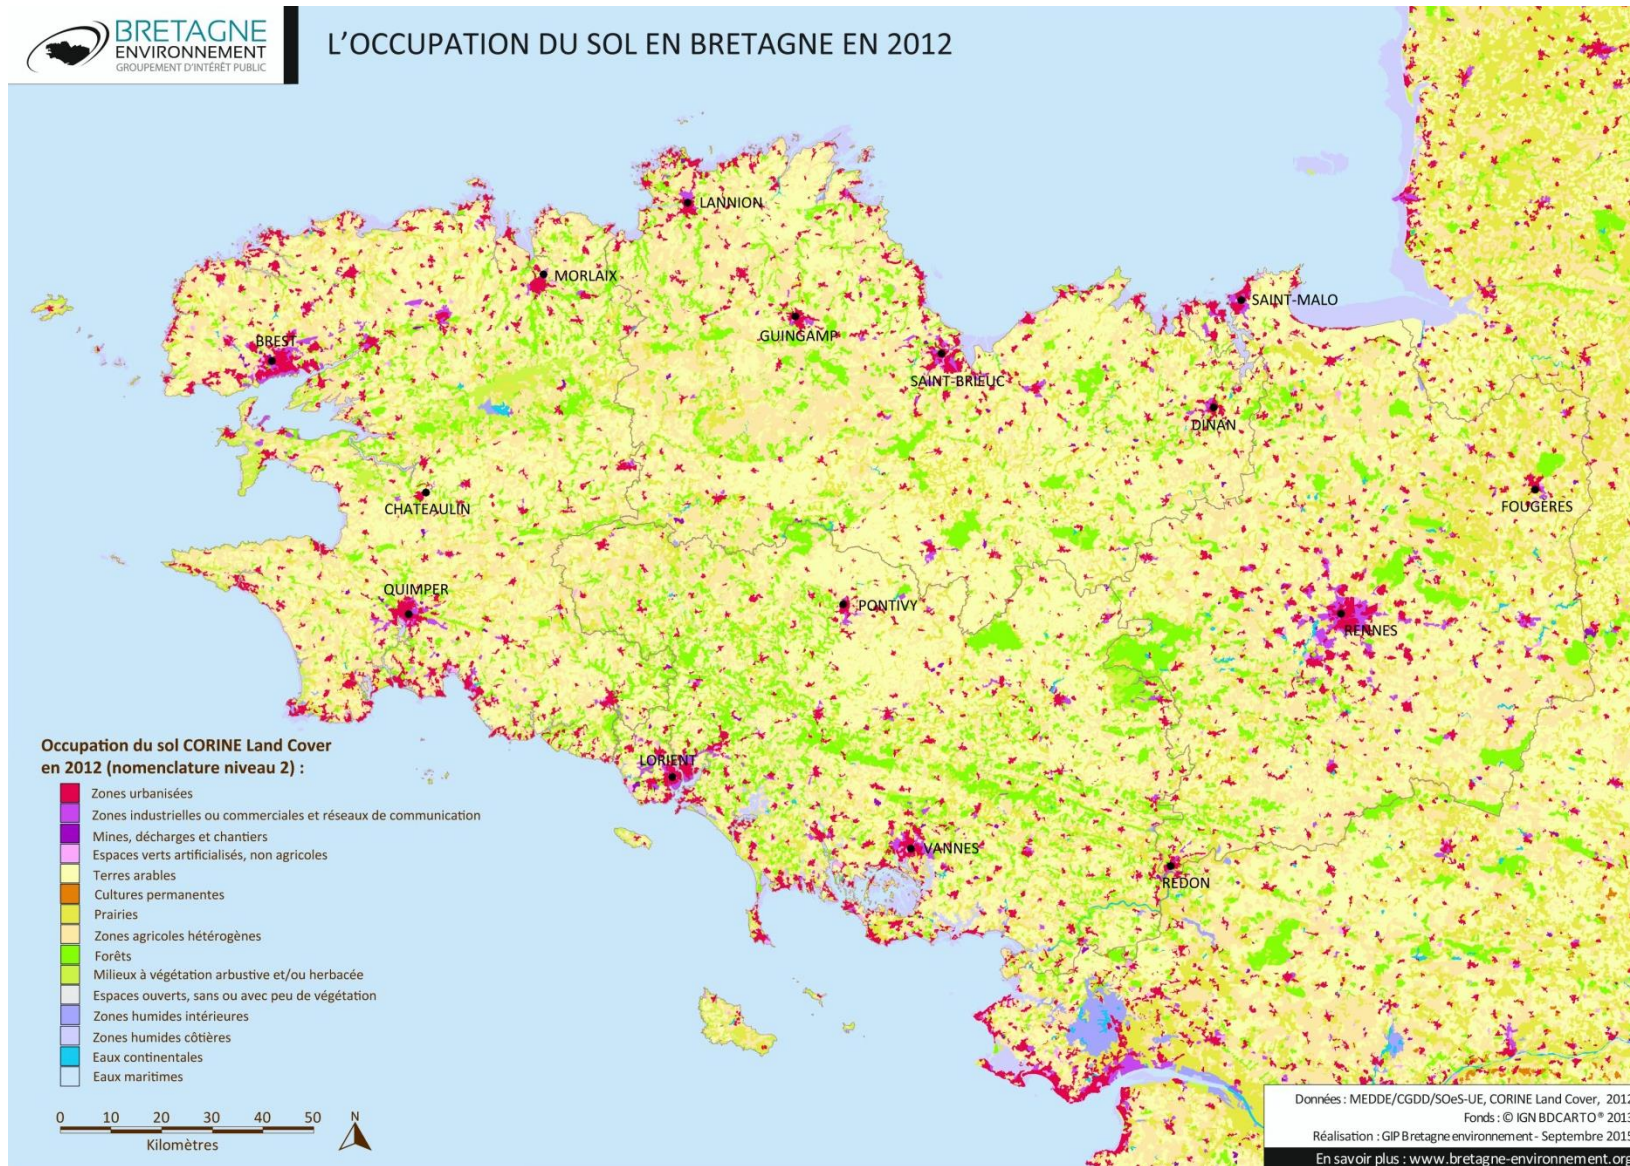 BRETAGNE
ENVIRONNEMENT
GROUPEMENT D'INTÉRÊT PUBLIC
L'OCCUPATION DU SOL EN BRETAGNE EN 2012
LANNION
MORLAIX
SAINT-MALO
GUINGAMP
BREST
SAINT-BRIEUC
DINAN
CHATEAULIN
FOUGERES
QUIMPER
PONTIVY
RENNES
LORIENT
VANNES
REDON
Occupation du sol CORINE Land Cover
en 2012 (nomenclature niveau 2) :
Zones urbanisées
Zones industrielles ou commerciales et réseaux de communication
Mines, décharges et chantiers
Espaces verts artificialisés, non agricoles
Terres arables
Cultures permanentes
Prairies
Zones agricoles hétérogènes
Forêts
Milieux à végétation arbustive et/ou herbacée
Espaces ouverts, sans ou avec peu de végétation
Zones humides intérieures
Zones humides côtières
Eaux continentales
Eaux maritimes
0 10 20 30 40 50
Kilomètres
N
Données : MEDDE/CGDD/SOeS-UE, CORINE Land Cover, 2012
Fonds : © IGN BDCARTO® 2013
Réalisation : GIP Bretagne environnement - Septembre 2015
En savoir plus : www.bretagne-environnement.org